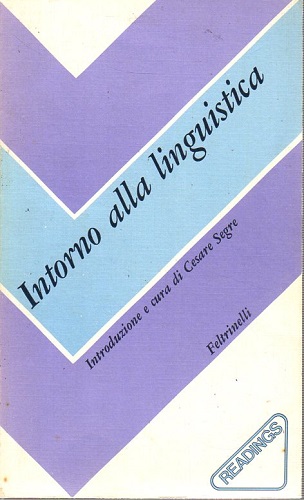 Intorno alla linguistica
Introduzione e cura di Cesare Segre
Feltrinelli
READINGS